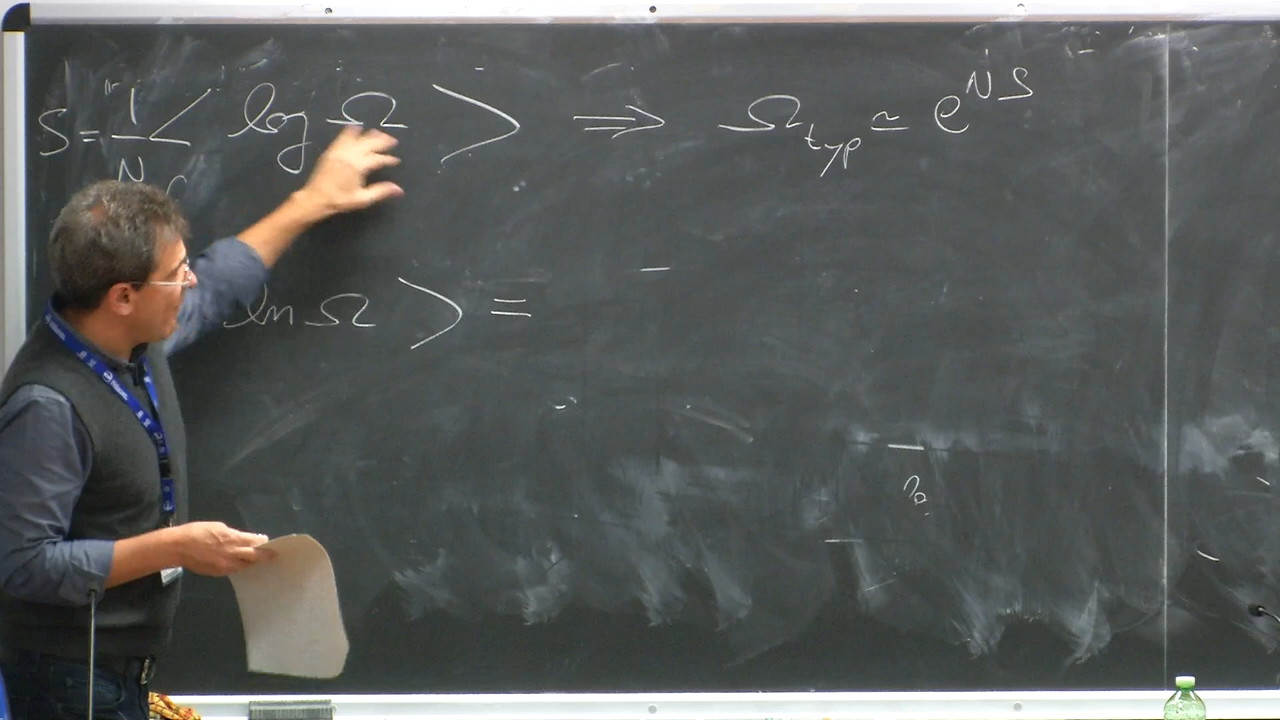 S = 1/N < log Ω > ⇒ Ω_typ ≃ e^{NS}
ln Ω > =